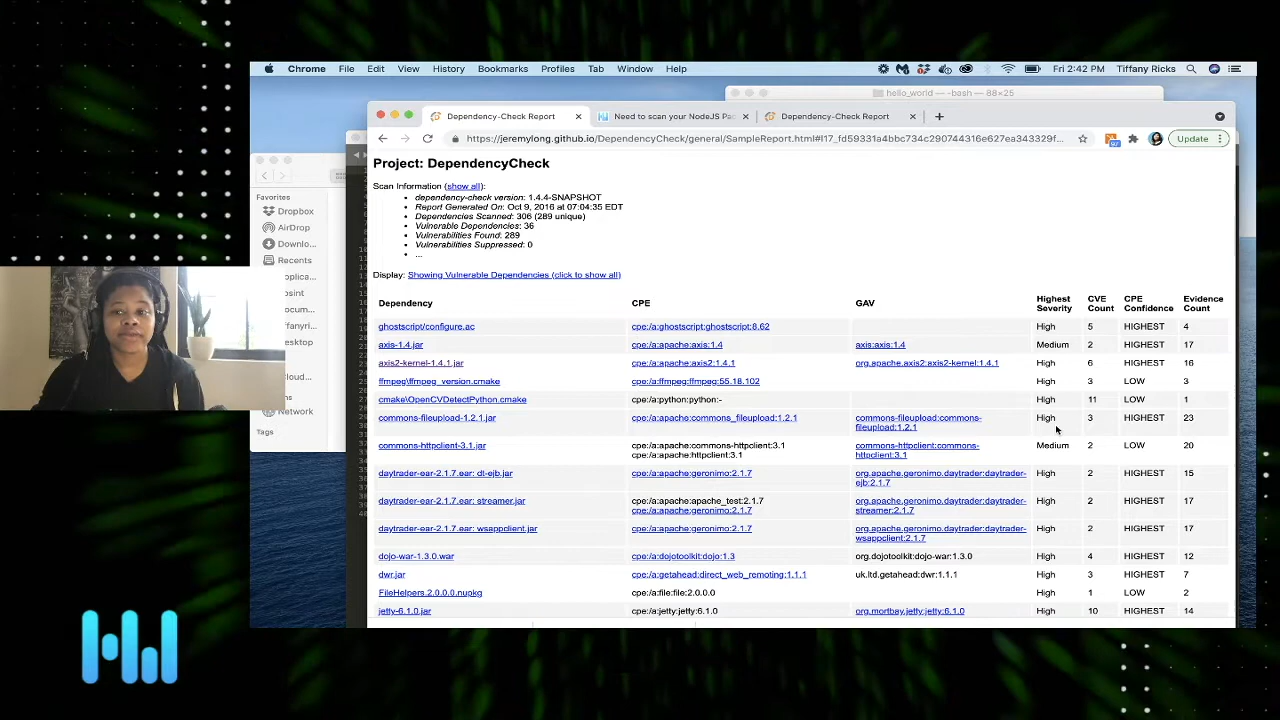 Chrome File Edit View History Bookmarks Profiles Tab Window Help Fri 2:42 PM Tiffany Ricks
hello_world — -bash — 88×25
Dependency-Check Report
Need to scan your NodeJS Pac
Dependency-Check Report
https://jeremylong.github.io/DependencyCheck/general/SampleReport.html#l17_fd59331a4bbc734c290744316e627ea343329f...
Update
Favorites
Dropbox
AirDrop
Downlo...
Recents
pplica...
osint
ocum...
ffanyri...
esktop
Cloud...
Network
Tags
Project: DependencyCheck
Scan Information (show all):
dependency-check version: 1.4.4-SNAPSHOT
Report Generated On: Oct 9, 2016 at 07:04:35 EDT
Dependencies Scanned: 306 (289 unique)
Vulnerable Dependencies: 36
Vulnerabilities Found: 289
Vulnerabilities Suppressed: 0
...
Display: Showing Vulnerable Dependencies (click to show all)
Dependency CPE GAV Highest Severity CVE Count CPE Confidence Evidence Count
ghostscript/configure.ac cpe:/a:ghostscript:ghostscript:8.62 High 5 HIGHEST 4
axis-1.4.jar cpe:/a:apache:axis:1.4 axis:axis:1.4 Medium 2 HIGHEST 17
axis2-kernel-1.4.1.jar cpe:/a:apache:axis2:1.4.1 org.apache.axis2:axis2-kernel:1.4.1 High 6 HIGHEST 16
ffmpeg\ffmpeg_version.cmake cpe:/a:ffmpeg:ffmpeg:55.18.102 High 3 LOW 3
cmake\OpenCVDetectPython.cmake cpe:/a:python:python:- High 11 LOW 1
commons-fileupload-1.2.1.jar cpe:/a:apache:commons_fileupload:1.2.1 commons-fileupload:commons- High 3 HIGHEST 23
fileupload:1.2.1
commons-httpclient-3.1.jar cpe:/a:apache:commons-httpclient:3.1 commons-httpclient:commons- Medium 2 LOW 20
cpe:/a:apache:httpclient:3.1 httpclient:3.1
daytrader-ear-2.1.7.ear: dt-ejb.jar cpe:/a:apache:geronimo:2.1.7 org.apache.geronimo.daytrader:daytrader- High 2 HIGHEST 15
ejb:2.1.7
daytrader-ear-2.1.7.ear: streamer.jar cpe:/a:apache:apache_test:2.1.7 org.apache.geronimo.daytrader:daytrader- High 2 HIGHEST 17
cpe:/a:apache:geronimo:2.1.7 streamer:2.1.7
daytrader-ear-2.1.7.ear: wsappclient.jar cpe:/a:apache:geronimo:2.1.7 org.apache.geronimo.daytrader:daytrader- High 2 HIGHEST 17
wsappclient:2.1.7
dojo-war-1.3.0.war cpe:/a:dojotoolkit:dojo:1.3 org.dojotoolkit:dojo-war:1.3.0 High 4 HIGHEST 12
dwr.jar cpe:/a:getahead:direct_web_remoting:1.1.1 uk.ltd.getahead:dwr:1.1.1 High 3 HIGHEST 7
FileHelpers.2.0.0.0.nupkg cpe:/a:file:file:2.0.0.0 High 1 LOW 2
jetty-6.1.0.jar cpe:/a:jetty:jetty:6.1.0 org.mortbay.jetty:jetty:6.1.0 High 10 HIGHEST 14